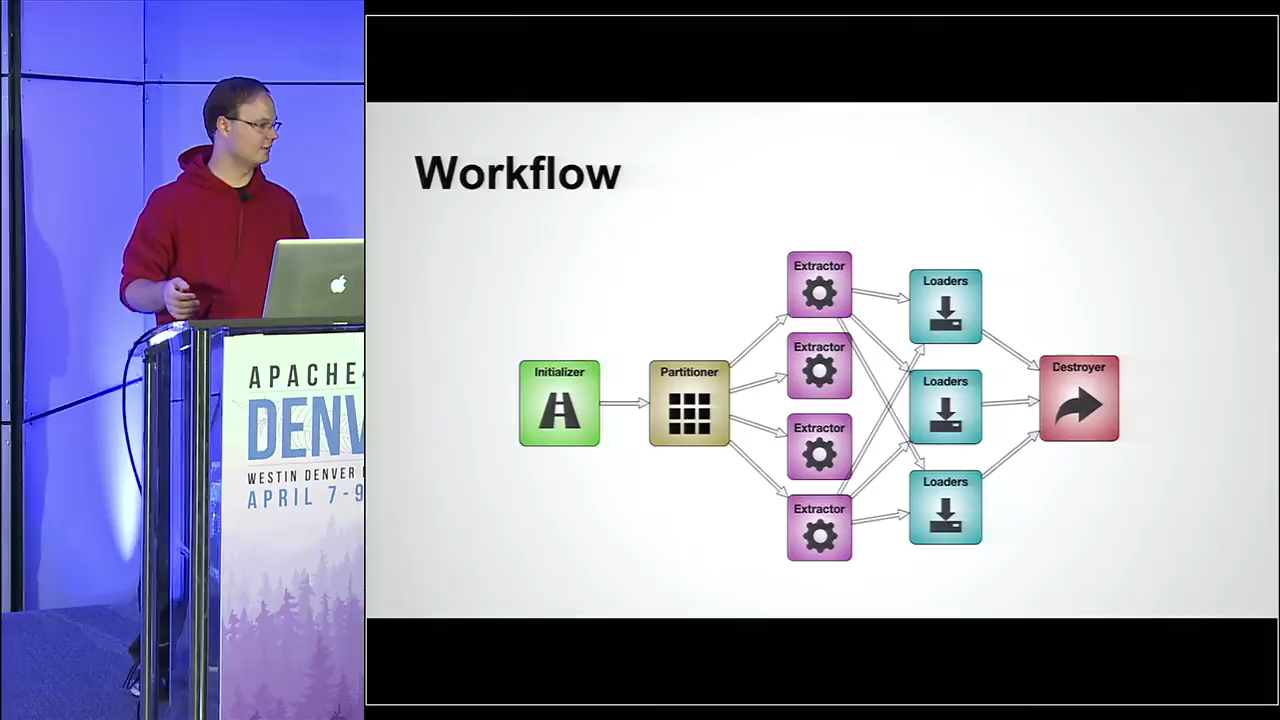 Workflow
Extractor
Loaders
Extractor
Initializer
Partitioner
Destroyer
Loaders
Extractor
Loaders
Extractor
APACHE
DENV
WESTIN DENVER
APRIL 7-9